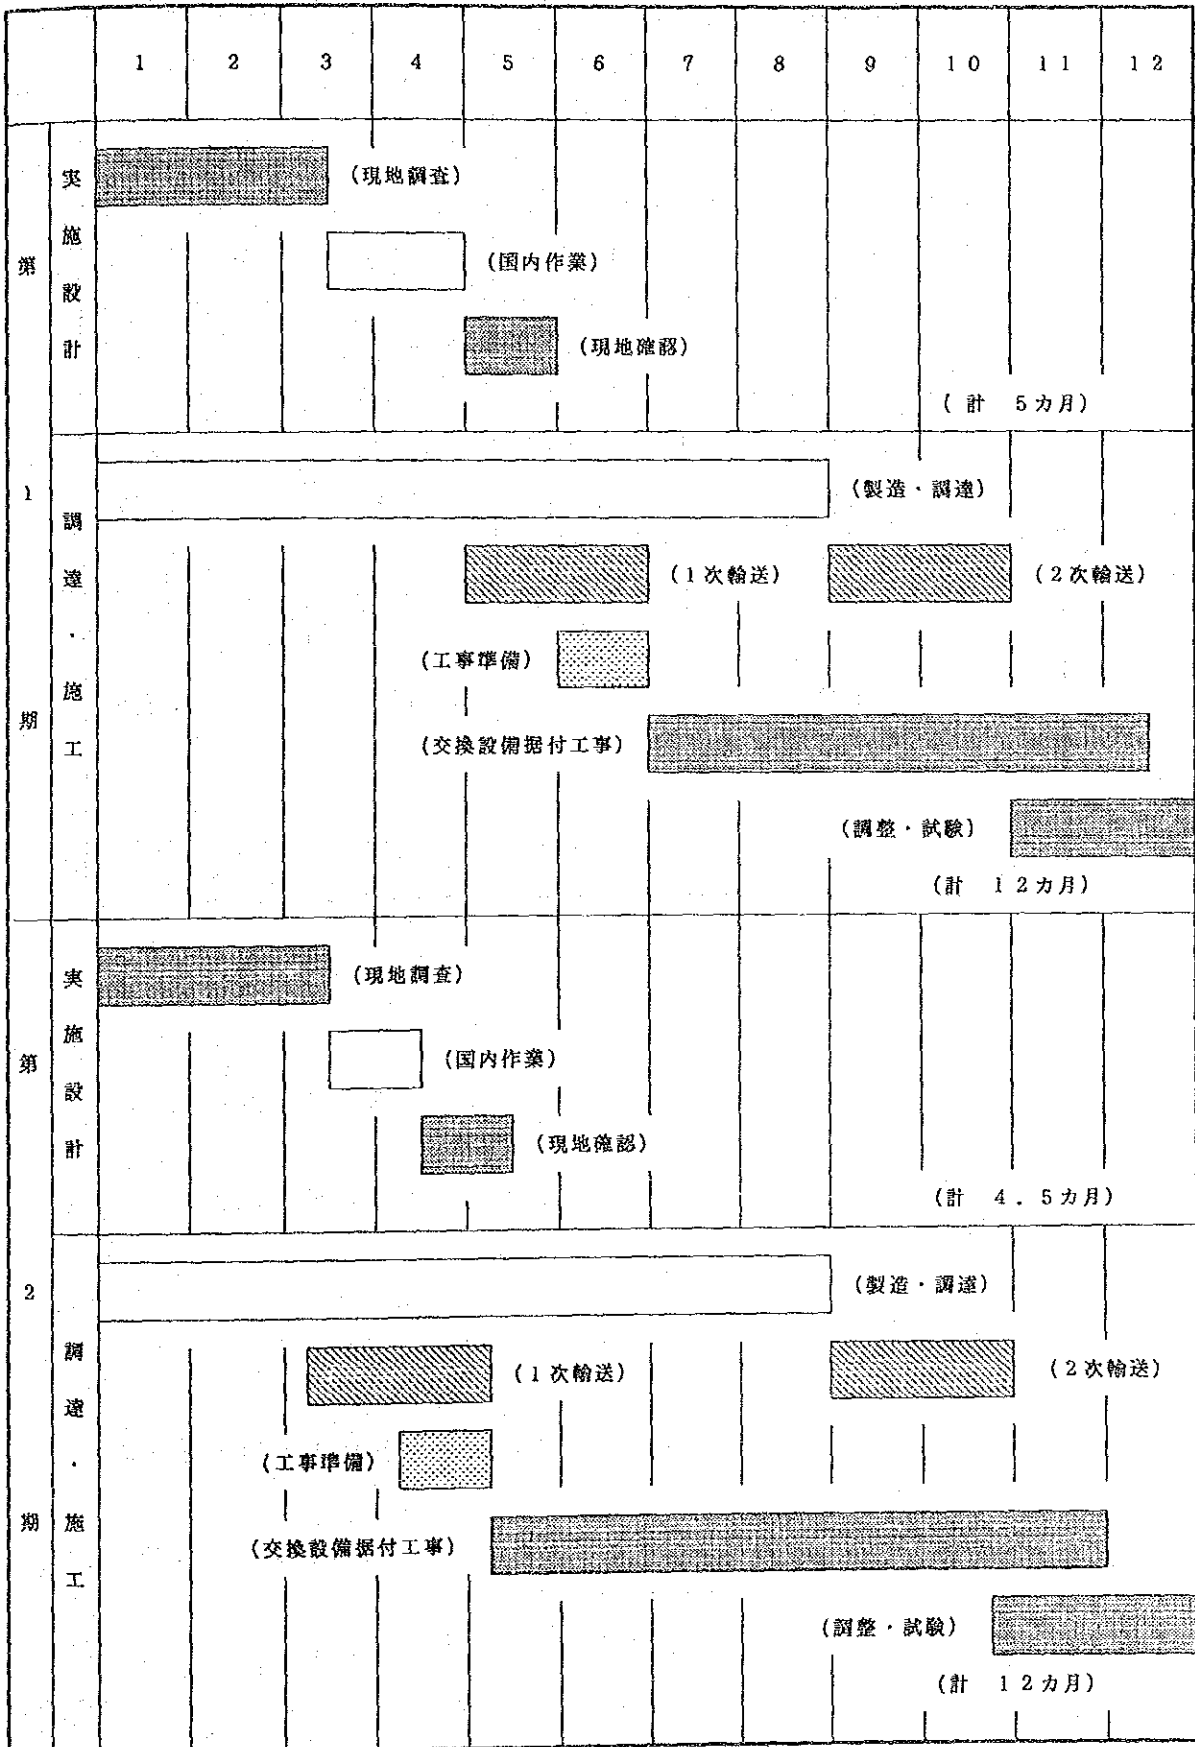 1 2 3 4 5 6 7 8 9 10 11 12
第1期
実施設計
(現地調査)
(国内作業)
(現地確認)
(計 5カ月)
調達・施工
(製造・調達)
(1次輸送) (2次輸送)
(工事準備)
(交換設備据付工事)
(調整・試験)
(計 12カ月)
第2期
実施設計
(現地調査)
(国内作業)
(現地確認)
(計 4.5カ月)
調達・施工
(製造・調達)
(1次輸送) (2次輸送)
(工事準備)
(交換設備据付工事)
(調整・試験)
(計 12カ月)